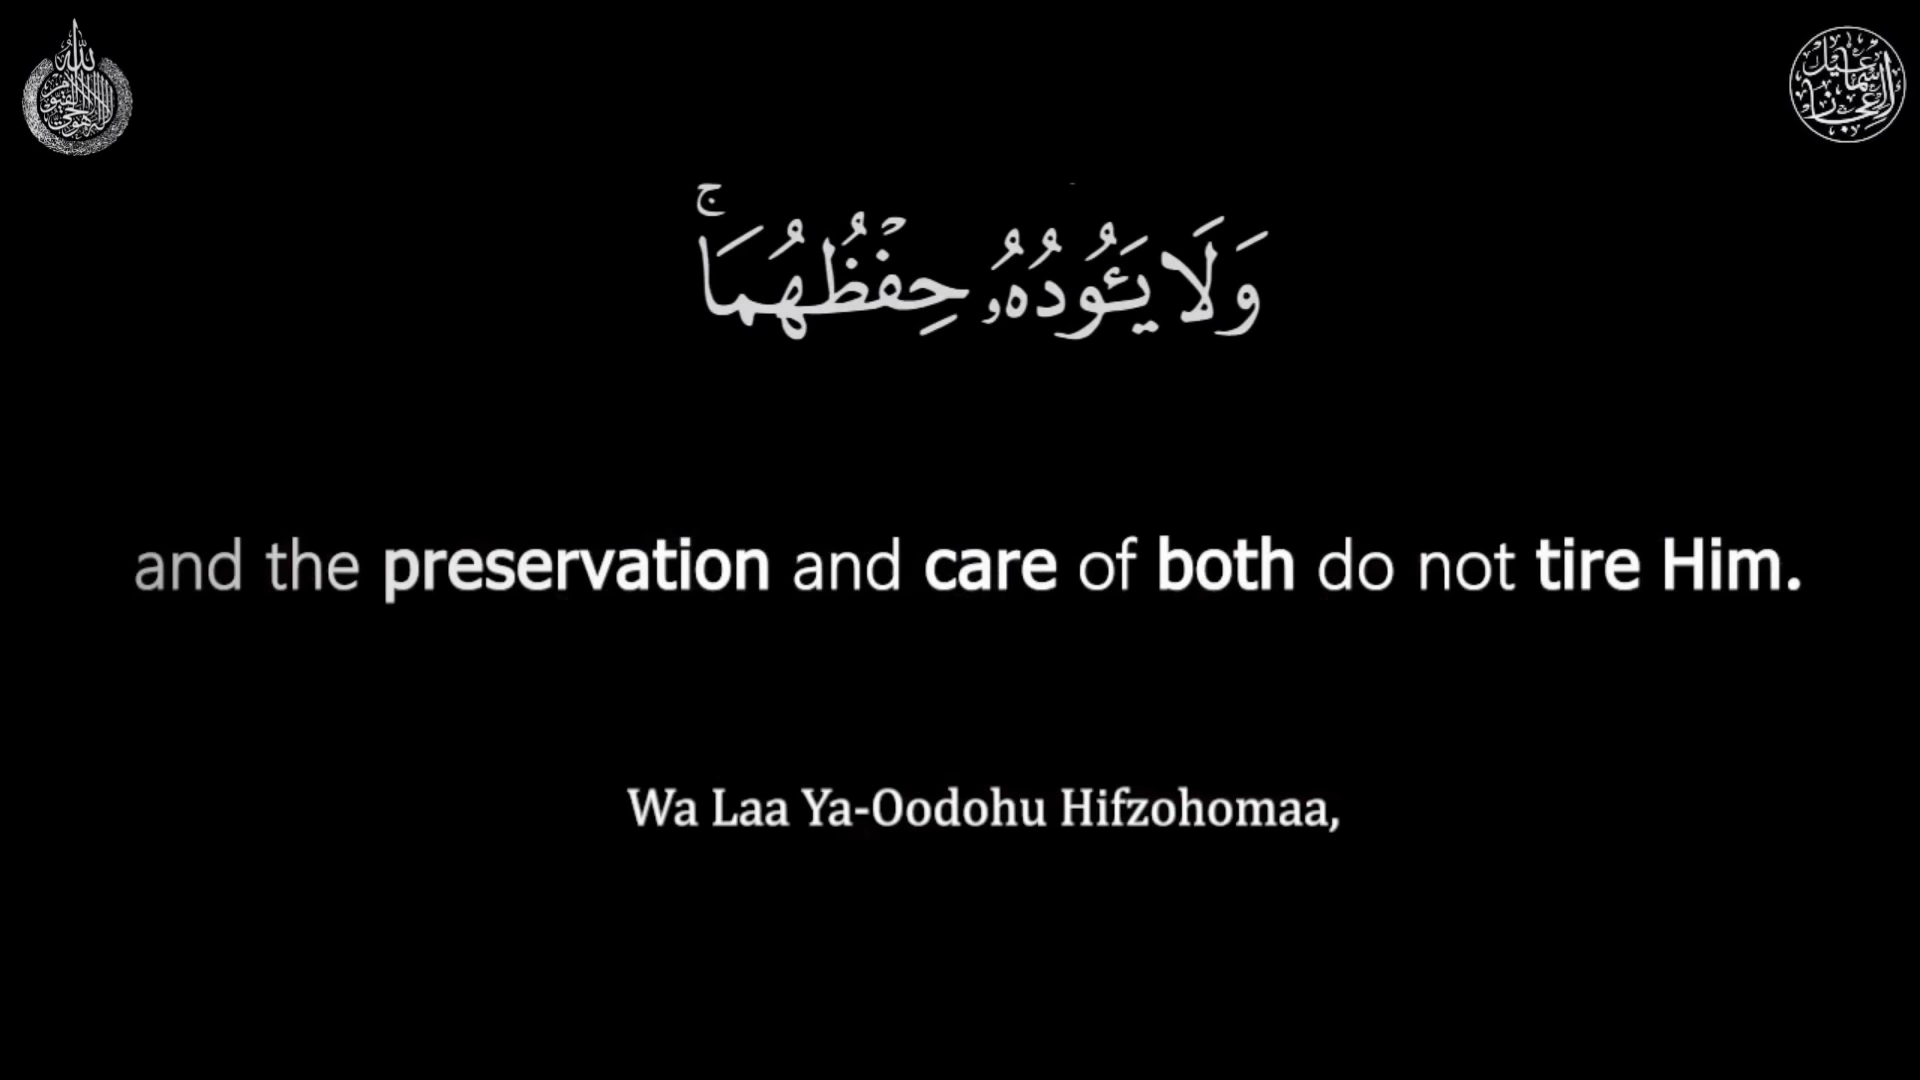 وَلَا يَـُٔودُهُۥ حِفْظُهُمَا ۚ
and the preservation and care of both do not tire Him.
Wa Laa Ya-Oodohu Hifzohomaa,